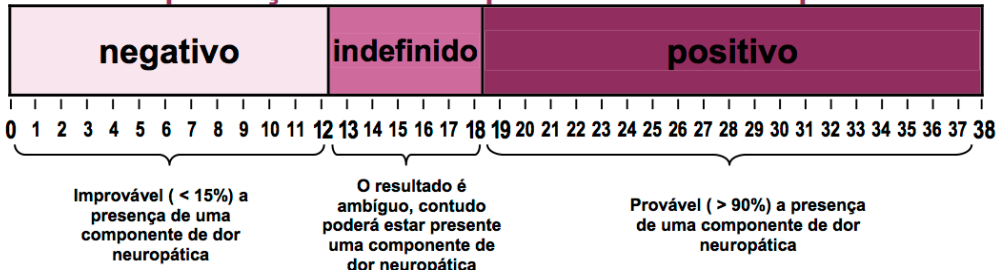 negativo indefinido positivo
0 1 2 3 4 5 6 7 8 9 10 11 12 13 14 15 16 17 18 19 20 21 22 23 24 25 26 27 28 29 30 31 32 33 34 35 36 37 38
Improvável ( < 15%) a
presença de uma
componente de dor
neuropática
O resultado é
ambíguo, contudo
poderá estar presente
uma componente de
dor neuropática
Provável ( > 90%) a presença
de uma componente de dor
neuropática